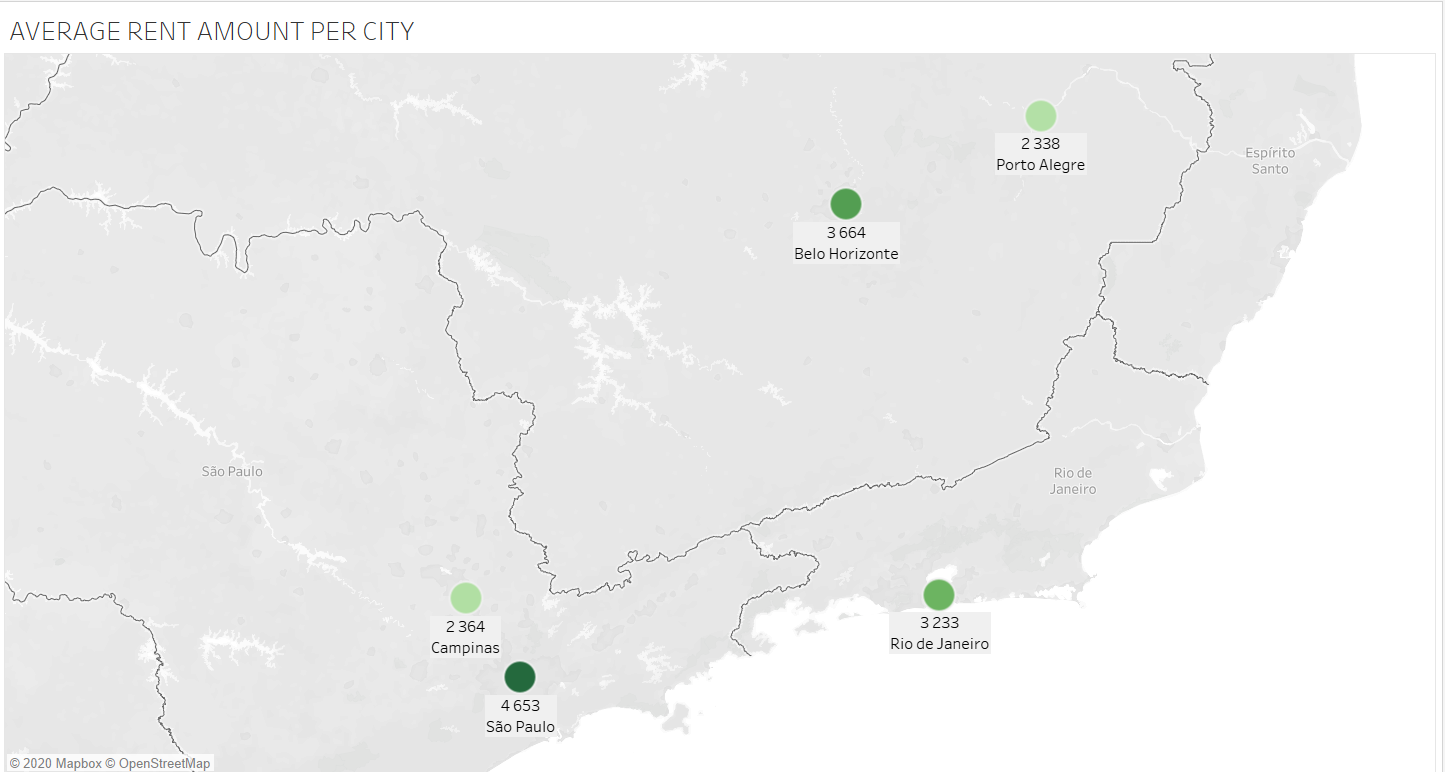 AVERAGE RENT AMOUNT PER CITY
2 338
Porto Alegre
Espírito
Santo
3 664
Belo Horizonte
São Paulo
Rio de
Janeiro
2 364
Campinas
3 233
Rio de Janeiro
4 653
São Paulo
© 2020 Mapbox © OpenStreetMap